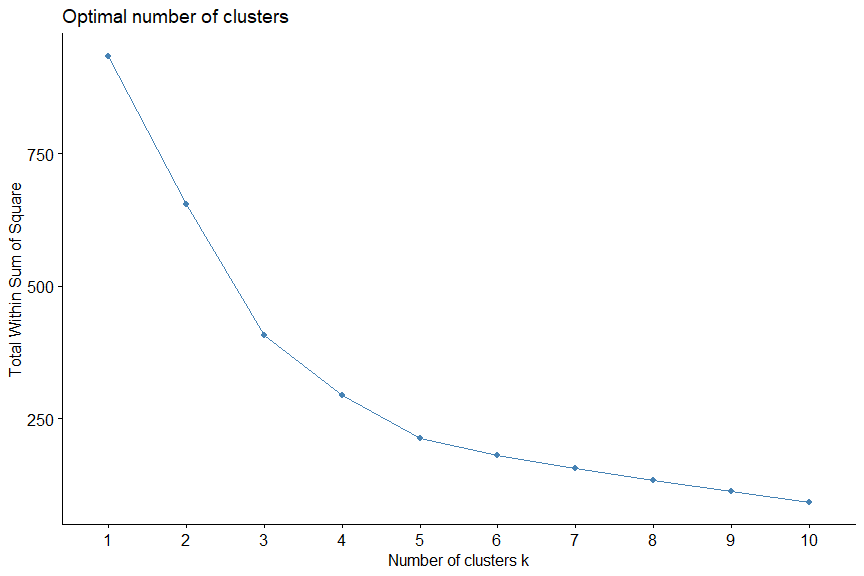 Optimal number of clusters
Total Within Sum of Square
750
500
250
1 2 3 4 5 6 7 8 9 10
Number of clusters k